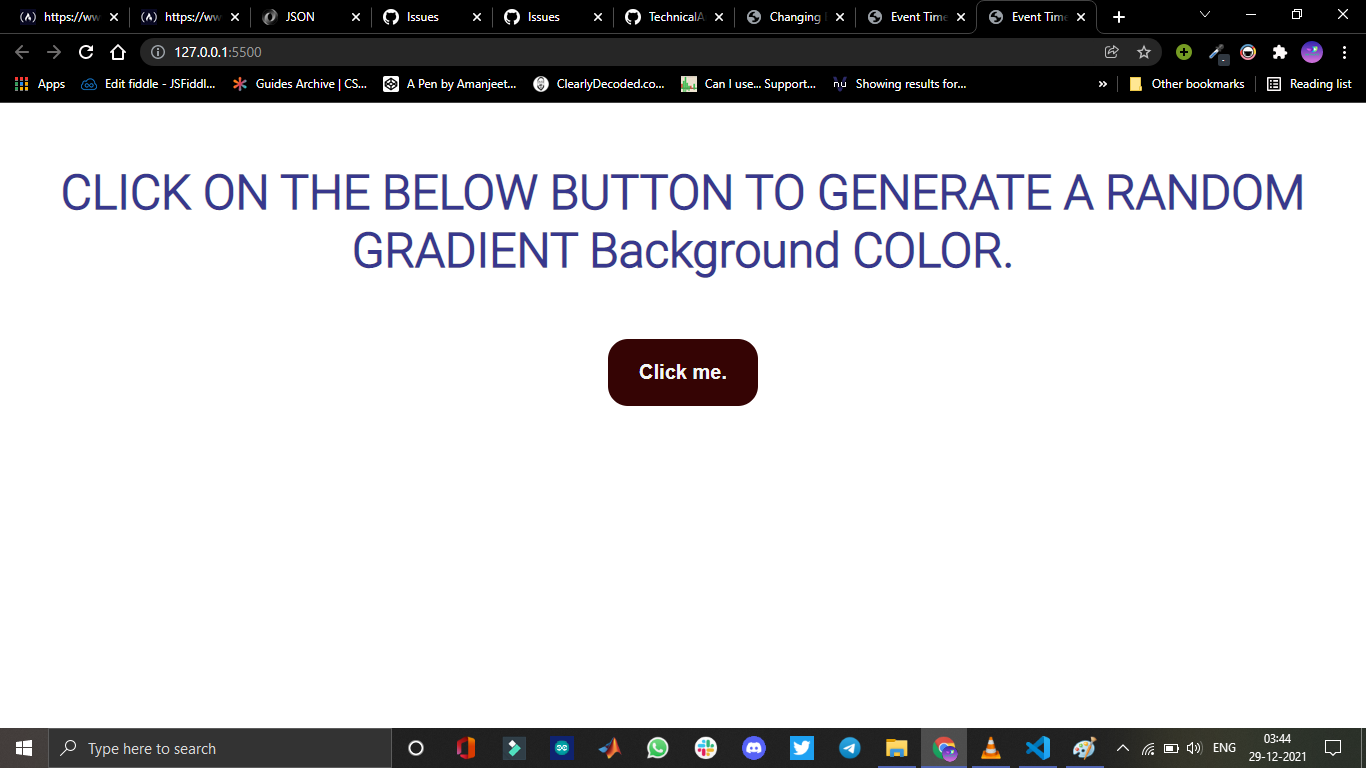 https://ww
https://ww
JSON
Issues
Issues
TechnicalA
Changing
Event Time
Event Time
127.0.0.1:5500
Apps
Edit fiddle - JSFiddl...
Guides Archive | CS...
A Pen by Amanjeet...
ClearlyDecoded.co...
Can I use... Support...
nu
Showing results for...
»
Other bookmarks
Reading list
CLICK ON THE BELOW BUTTON TO GENERATE A RANDOM
GRADIENT Background COLOR.
Click me.
Type here to search
ENG
03:44
29-12-2021